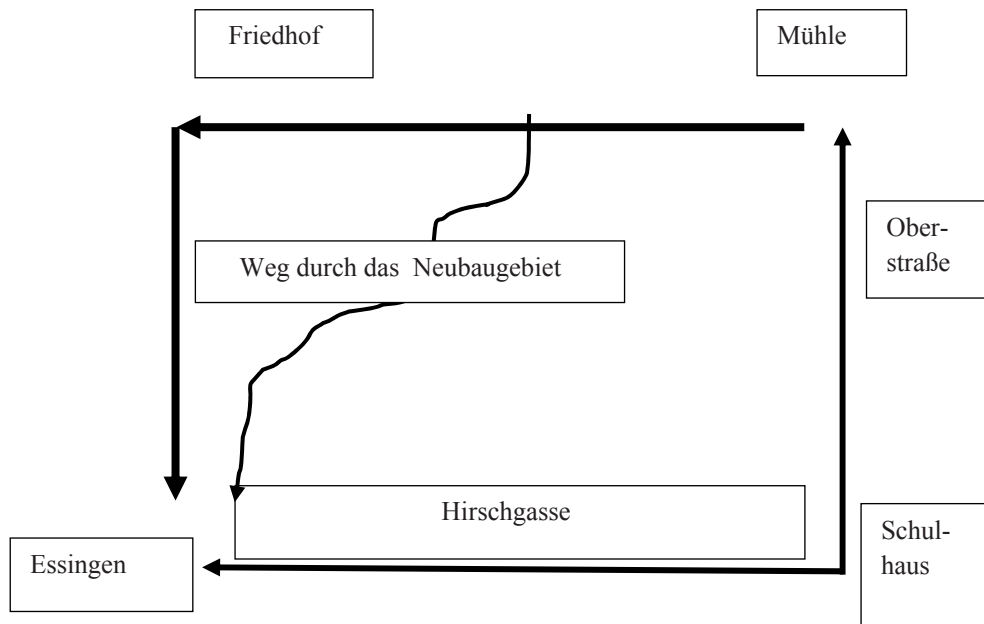 Friedhof
Mühle
Ober-
straße
Weg durch das Neubaugebiet
Hirschgasse
Schul-
haus
Essingen